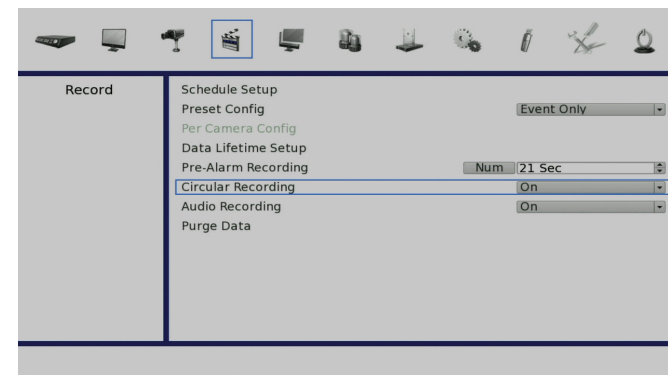 Record
Schedule Setup
Preset Config Event Only
Per Camera Config
Data Lifetime Setup
Pre-Alarm Recording Num 21 Sec
Circular Recording On
Audio Recording On
Purge Data